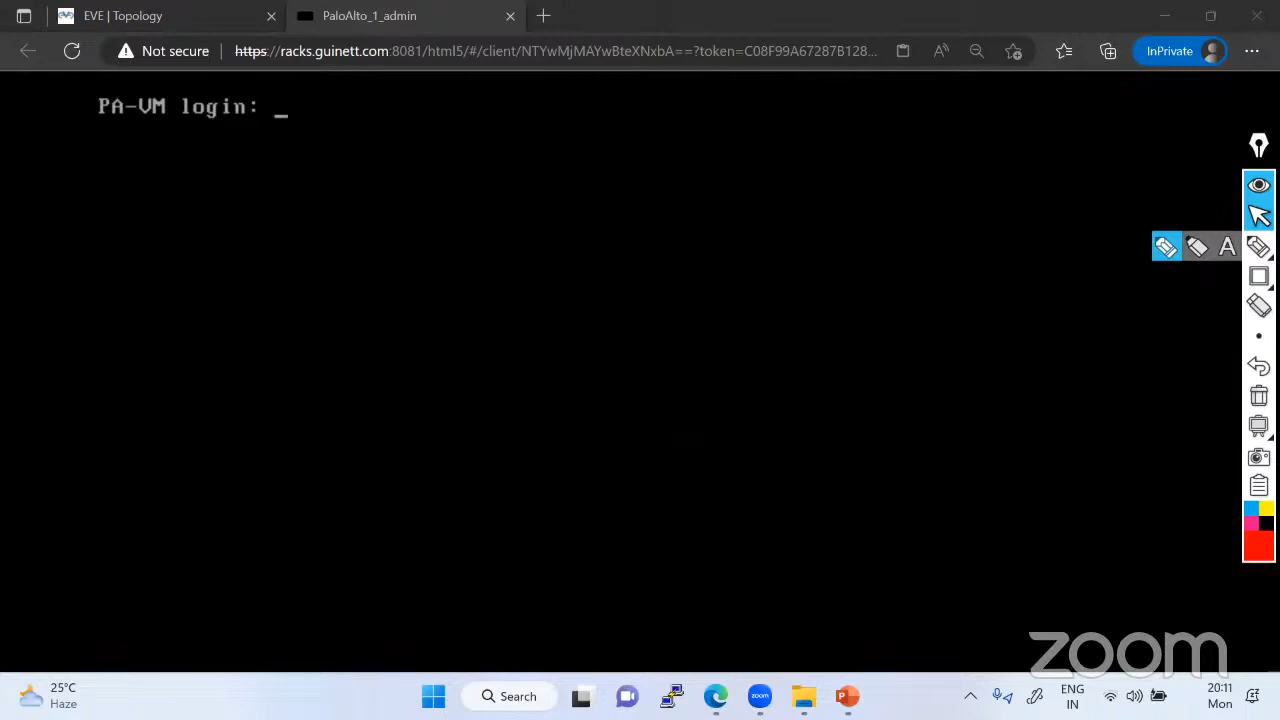 EVE | Topology
PaloAlto_1_admin
Not secure
https://racks.guinett.com:8081/html5/#/client/NTYwMjMAYwBteXNxbA==?token=C08F99A67287B128...
InPrivate
PA-VM login: _
A
zoom
25°C
Haze
Search
zoom
ENG
IN
20:11
Mon